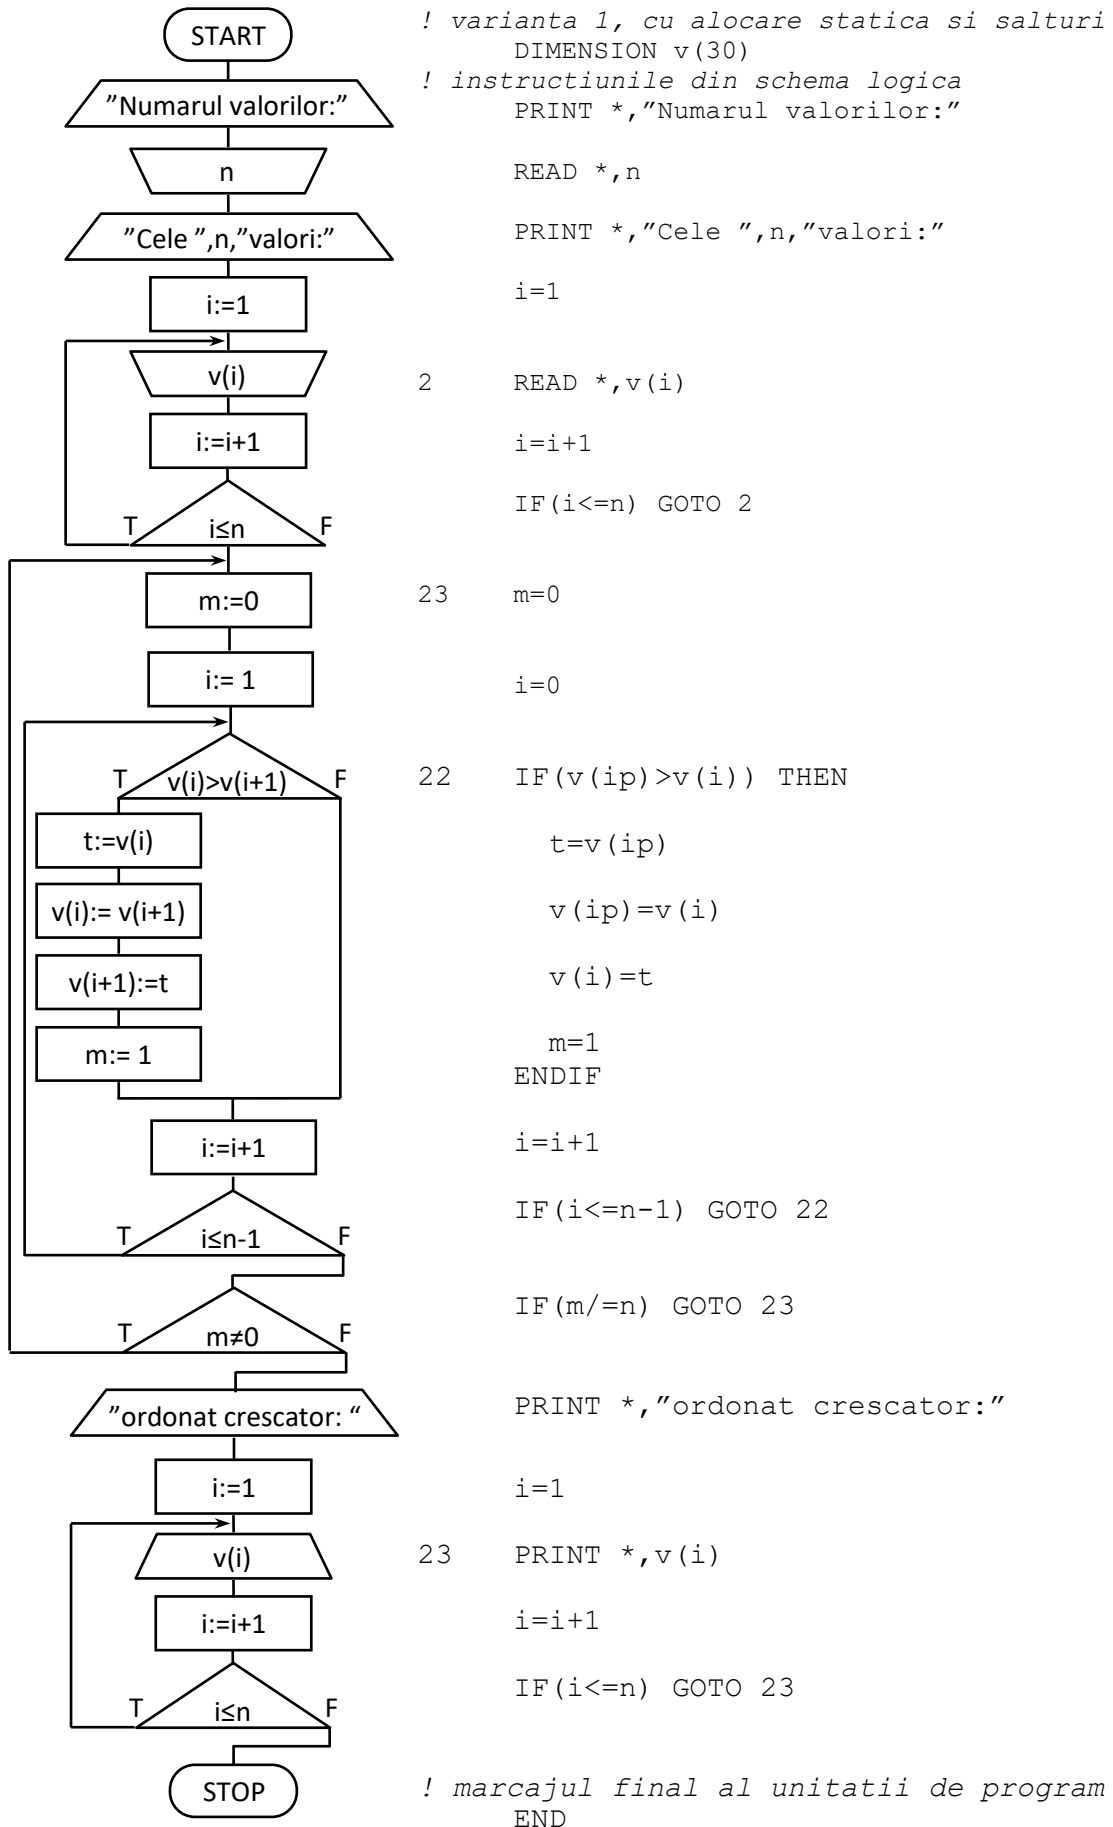 START
"Numarul valorilor:"
n
"Cele ",n,"valori:"
i:=1
v(i)
i:=i+1
T i≤n F
m:=0
i:= 1
T v(i)>v(i+1) F
t:=v(i)
v(i):= v(i+1)
v(i+1):=t
m:= 1
i:=i+1
T i≤n-1 F
T m≠0 F
"ordonat crescator: “
i:=1
v(i)
i:=i+1
T i≤n F
STOP
! varianta 1, cu alocare statica si salturi
DIMENSION v(30)
! instructiunile din schema logica
PRINT *,"Numarul valorilor:"
READ *,n
PRINT *,"Cele ",n,"valori:"
i=1
2 READ *,v(i)
i=i+1
IF(i<=n) GOTO 2
23 m=0
i=0
22 IF(v(ip)>v(i)) THEN
t=v(ip)
v(ip)=v(i)
v(i)=t
m=1
ENDIF
i=i+1
IF(i<=n-1) GOTO 22
IF(m/=n) GOTO 23
PRINT *,"ordonat crescator:"
i=1
23 PRINT *,v(i)
i=i+1
IF(i<=n) GOTO 23
! marcajul final al unitatii de program
END